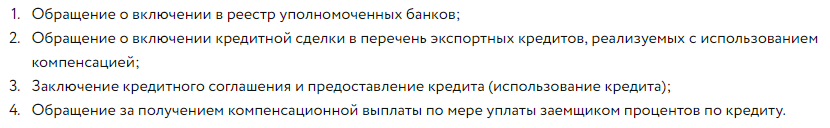 1. Обращение о включении в реестр уполномоченных банков;
2. Обращение о включении кредитной сделки в перечень экспортных кредитов, реализуемых с использованием
компенсацией;
3. Заключение кредитного соглашения и предоставление кредита (использование кредита);
4. Обращение за получением компенсационной выплаты по мере уплаты заемщиком процентов по кредиту.